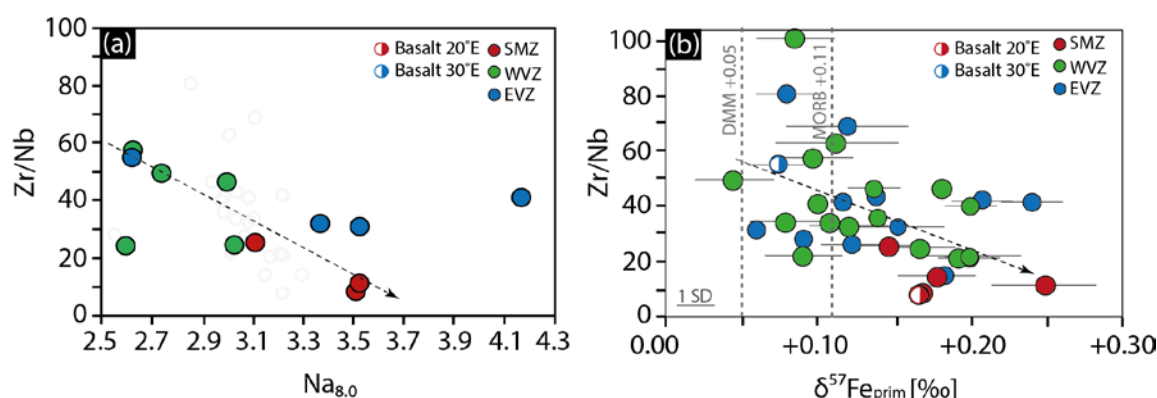 (a)
Basalt 20°E
Basalt 30°E
SMZ
WVZ
EVZ
Zr/Nb
100
80
60
40
20
0
2.5 2.7 2.9 3.1 3.3 3.5 3.7 3.9 4.1 4.3
Na8.0
(b)
Basalt 20°E
Basalt 30°E
SMZ
WVZ
EVZ
DMM +0.05
MORB +0.11
Zr/Nb
100
80
60
40
20
0
1 SD
0.00 +0.10 +0.20 +0.30
δ57Feprim [‰]